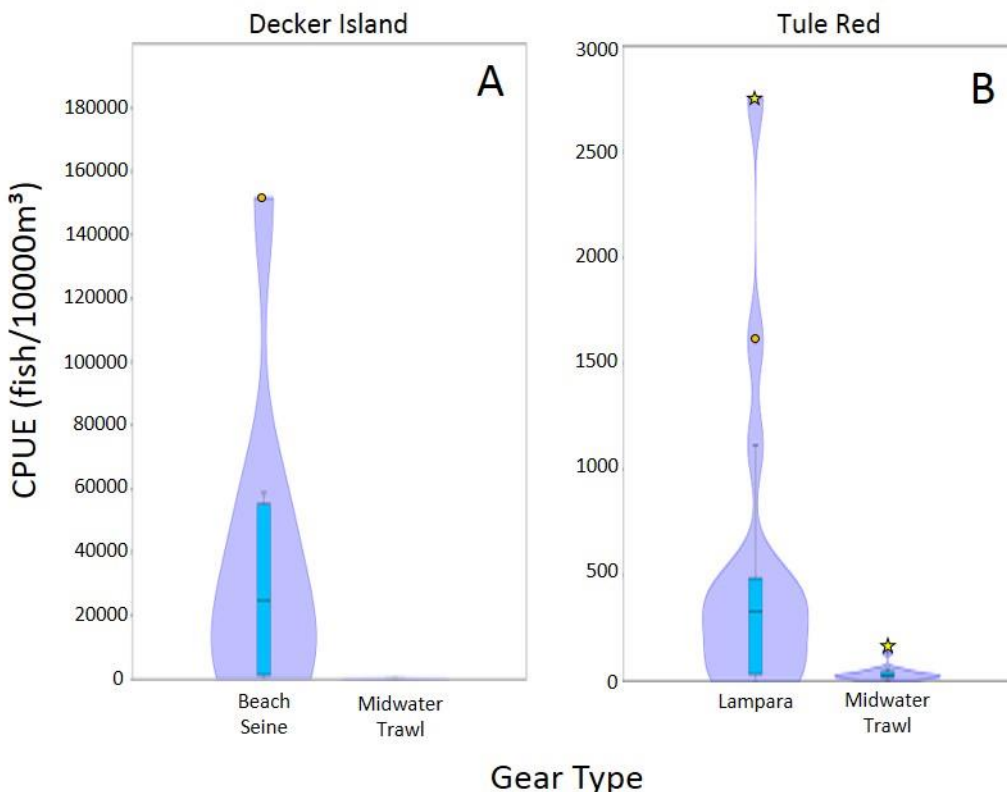 Decker Island
Tule Red
A
B
CPUE (fish/10000m³)
180000
160000
140000
120000
100000
80000
60000
40000
20000
0
3000
2500
2000
1500
1000
500
0
Beach
Seine
Midwater
Trawl
Lampara
Midwater
Trawl
Gear Type